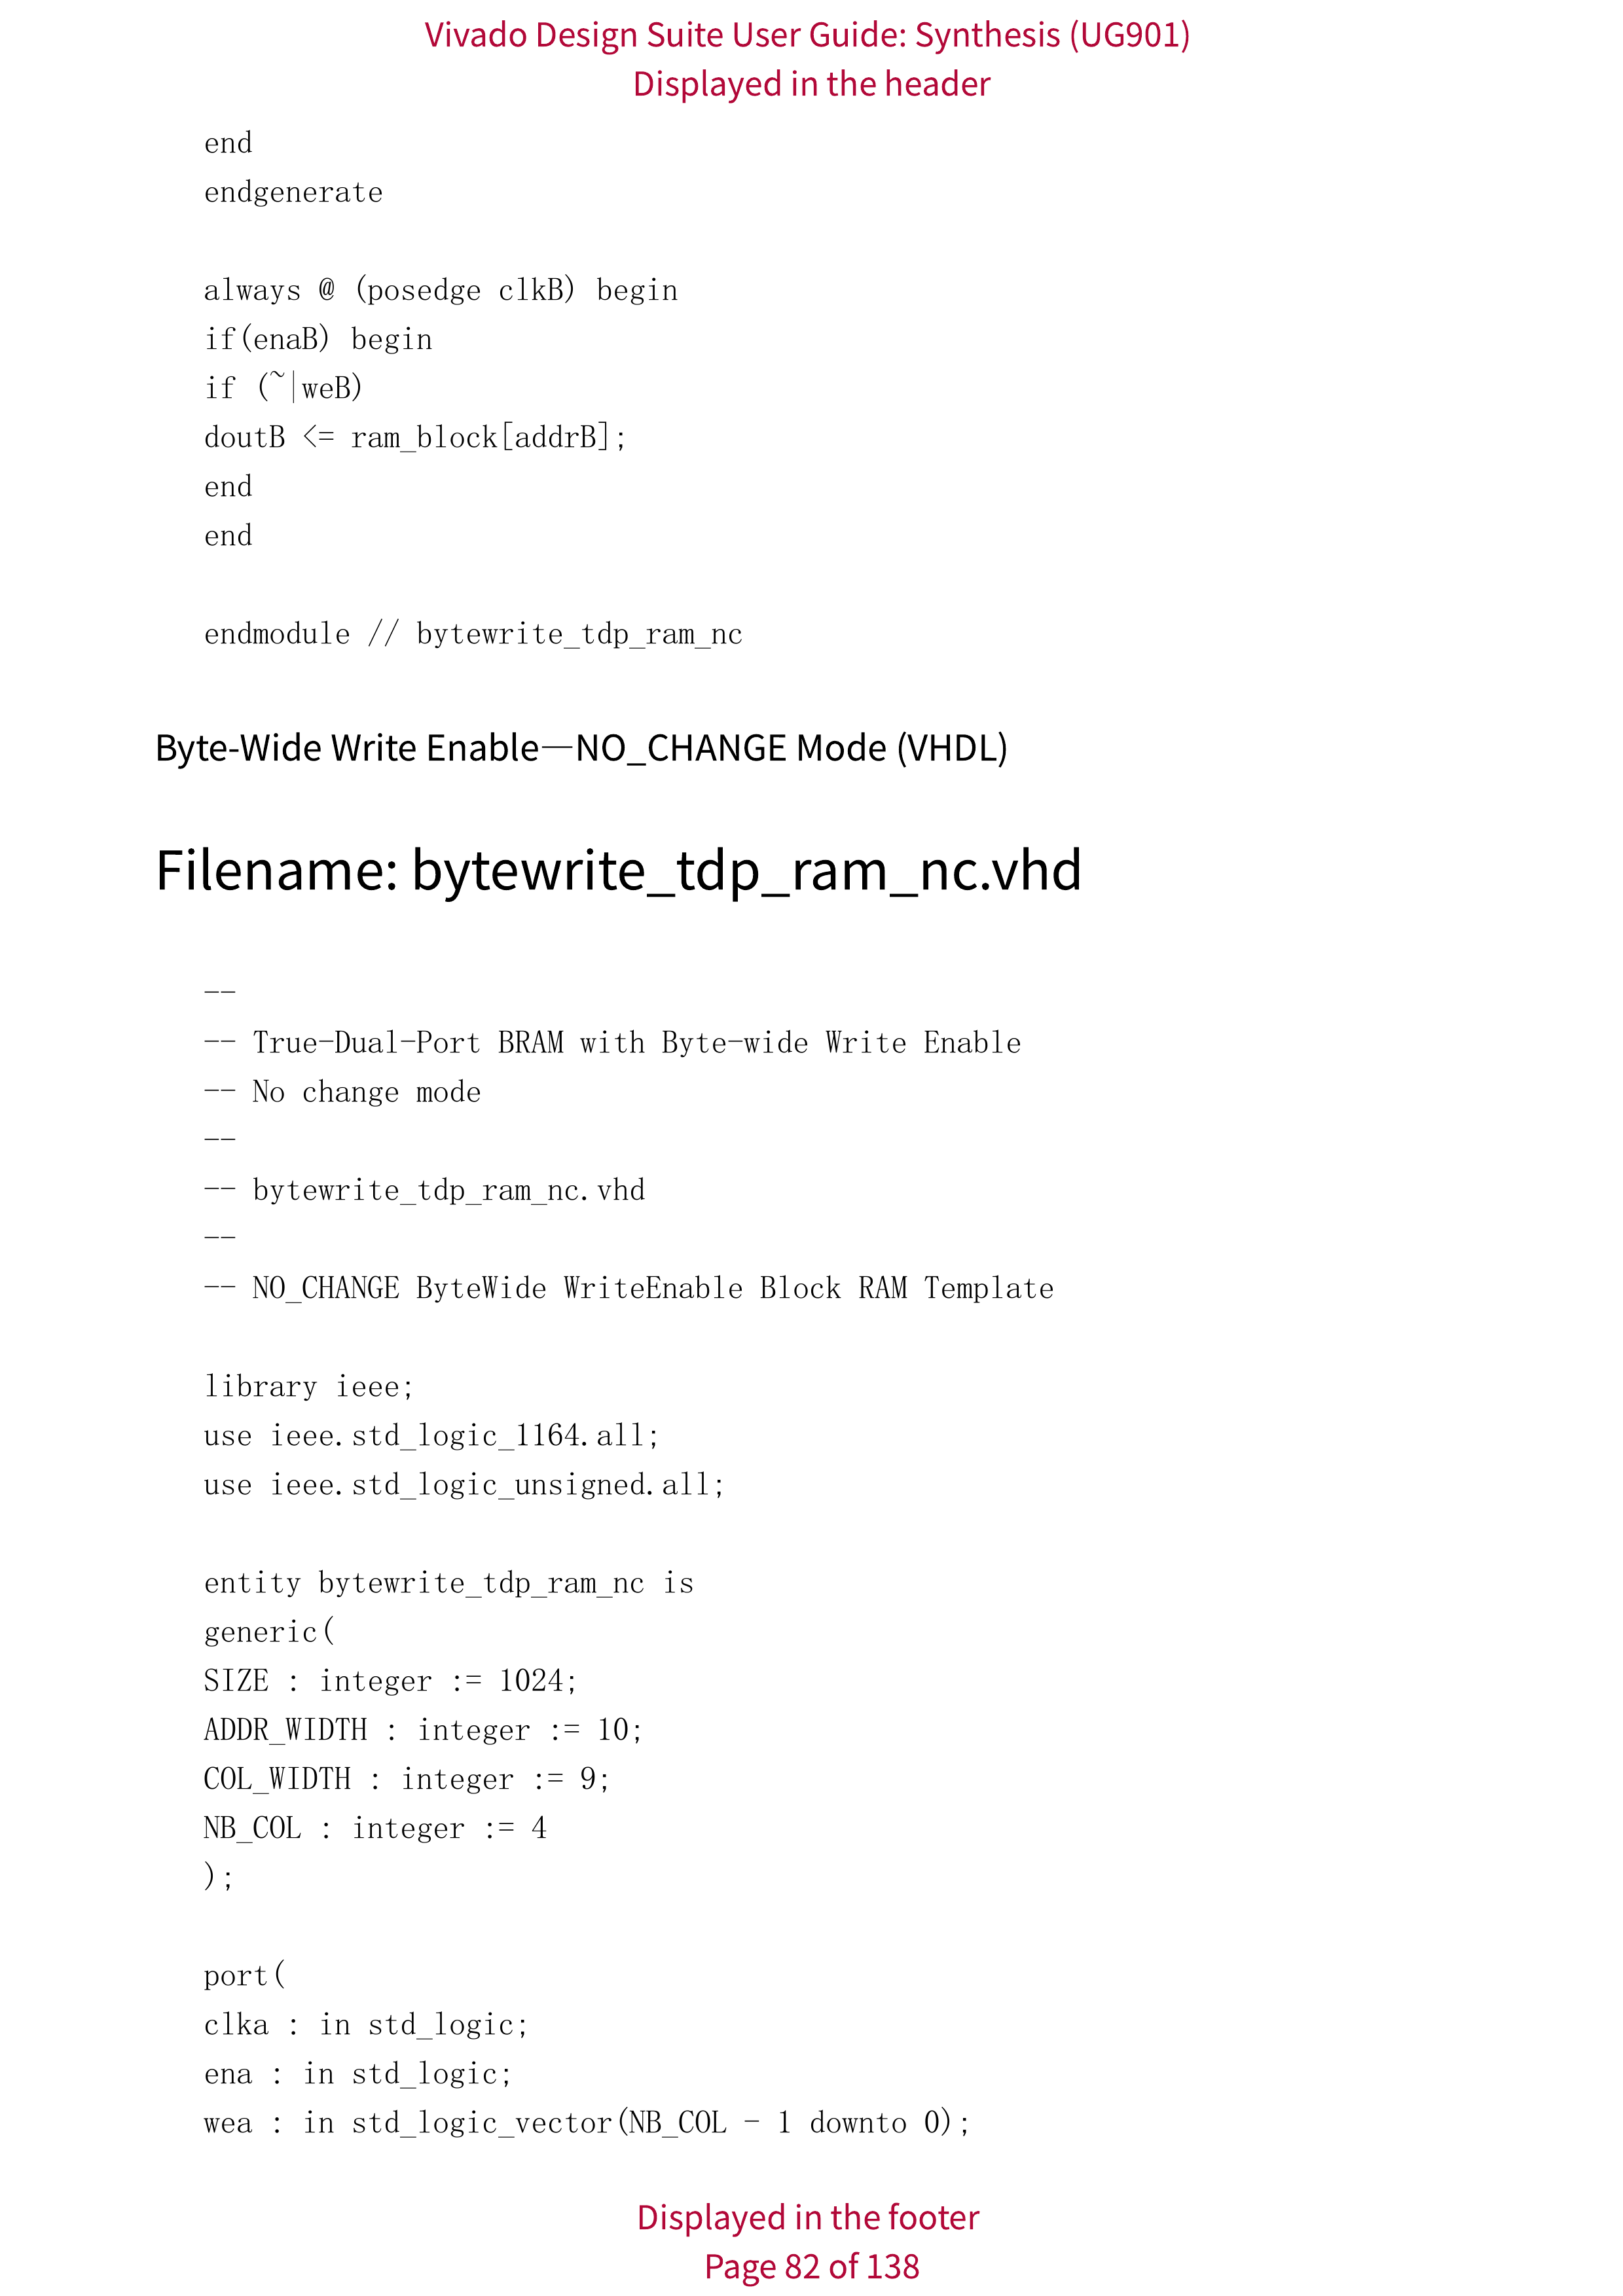 Vivado Design Suite User Guide: Synthesis (UG901)
Displayed in the header
end
endgenerate
always @ (posedge clkB) begin
if(enaB) begin
if (~|weB)
doutB <= ram_block[addrB];
end
end
endmodule // bytewrite_tdp_ram_nc
Byte-Wide Write Enable—NO_CHANGE Mode (VHDL)
Filename: bytewrite_tdp_ram_nc.vhd
--
-- True-Dual-Port BRAM with Byte-wide Write Enable
-- No change mode
--
-- bytewrite_tdp_ram_nc.vhd
--
-- NO_CHANGE ByteWide WriteEnable Block RAM Template
library ieee;
use ieee.std_logic_1164.all;
use ieee.std_logic_unsigned.all;
entity bytewrite_tdp_ram_nc is
generic(
SIZE : integer := 1024;
ADDR_WIDTH : integer := 10;
COL_WIDTH : integer := 9;
NB_COL : integer := 4
);
port(
clka : in std_logic;
ena : in std_logic;
wea : in std_logic_vector(NB_COL - 1 downto 0);
Displayed in the footer
Page 82 of 138